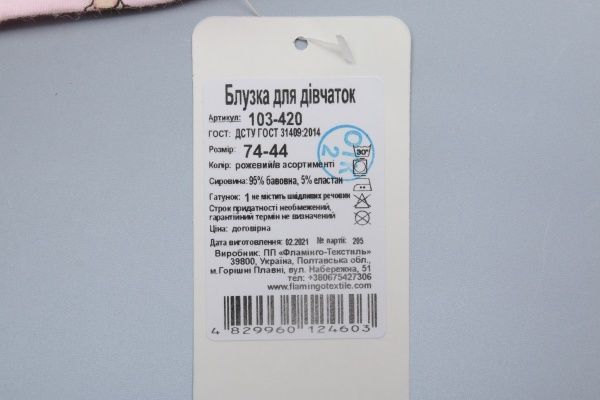 Блузка для дівчаток
Артикул: 103-420
ГОСТ: ДСТУ ГОСТ 31409:2014
Розмір: 74-44
Колір: рожевий/в асортименті
Сировина: 95% бавовна, 5% еластан
Гатунок: 1 не містить шкідливих речовин
Строк придатності необмежений,
гарантійний термін не визначений
Ціна: договірна
Дата виготовлення: 02.2021 № партії: 205
Виробник: ПП «Фламінго-Текстиль»
39800, Україна, Полтавська обл.,
м.Горішні Плавні, вул. Набережна, 51
тел: +380675427306
www.flamingotextile.com
4 829960 124603
ОТК
2
30°